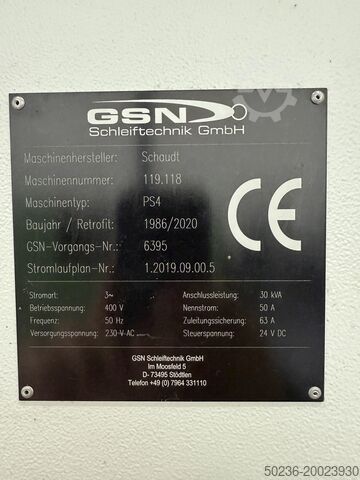 GSN
Schleiftechnik GmbH
Maschinenhersteller: Schaudt
Maschinennummer: 119.118
Maschinentyp: PS4
Baujahr / Retrofit: 1986/2020
GSN-Vorgangs-Nr.: 6395
Stromlaufplan-Nr.: 1.2019.09.00.5
CE
Stromart: 3~ Anschlussleistung: 30 kVA
Betriebsspannung: 400 V Nennstrom: 50 A
Frequenz: 50 Hz Zuleitungssicherung: 63 A
Versorgungsspannung: 230 V AC Steuerspannung: 24 V DC
GSN Schleiftechnik GmbH
Im Moosfeld 5
D- 73495 Stödtlen
Telefon +49 (0) 7964 331110
50236-20023930